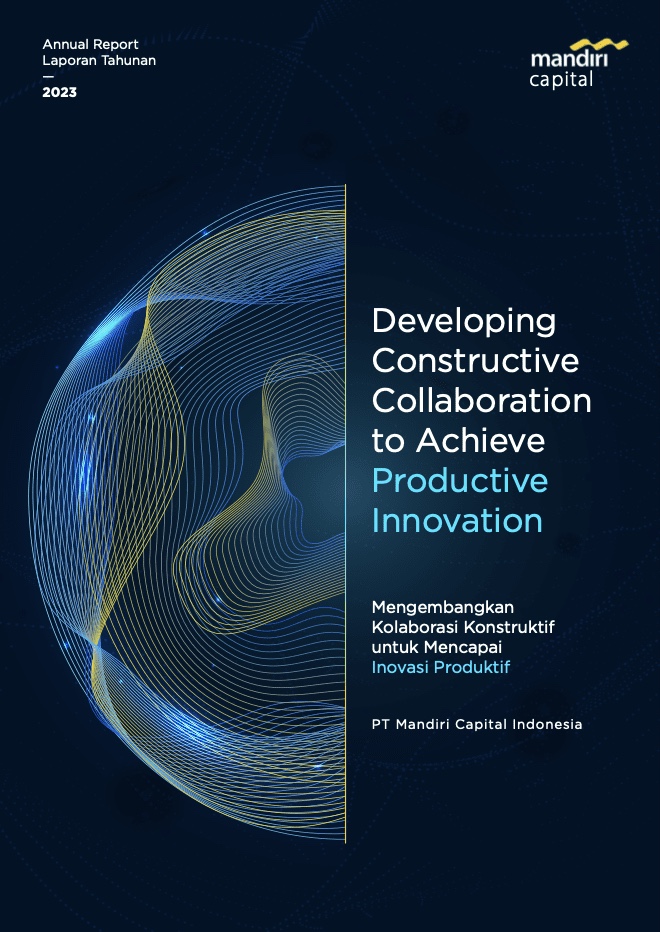 Annual Report
Laporan Tahunan
—
2023
mandiri
capital
Developing
Constructive
Collaboration
to Achieve
Productive
Innovation
Mengembangkan
Kolaborasi Konstruktif
untuk Mencapai
Inovasi Produktif
PT Mandiri Capital Indonesia